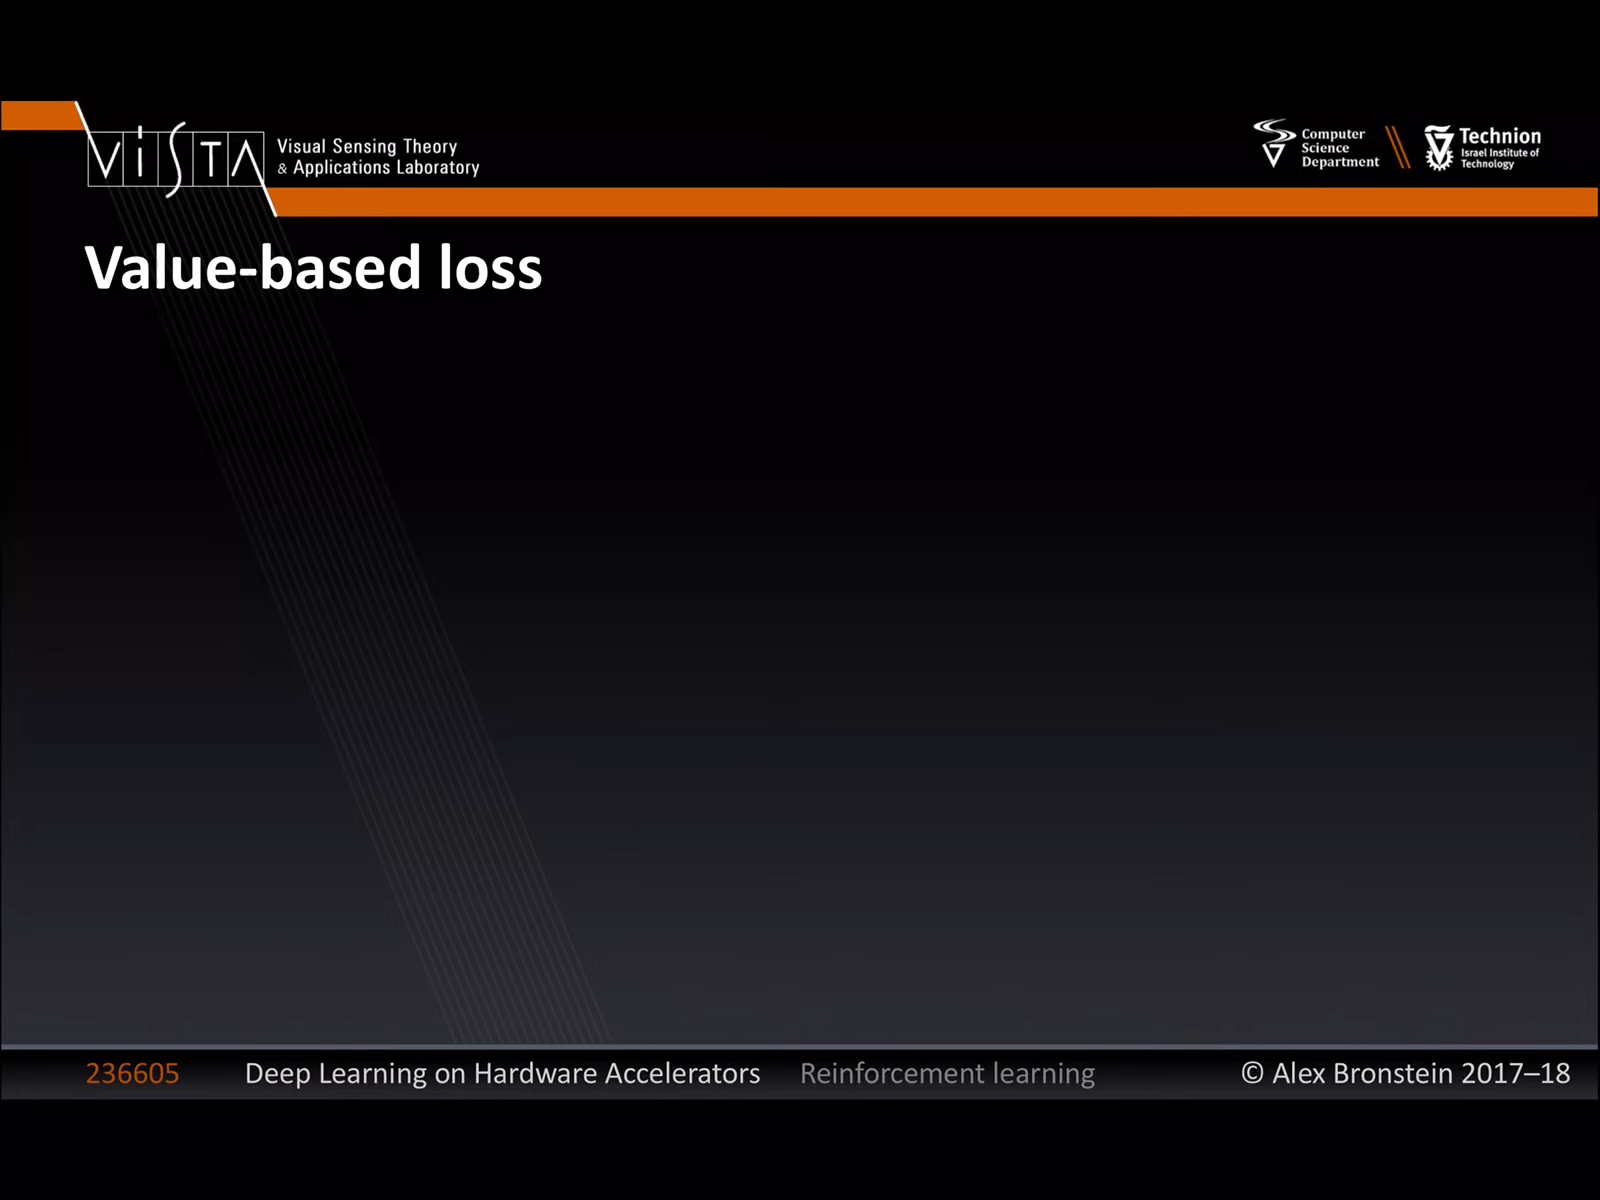 ViSTA
Visual Sensing Theory
& Applications Laboratory
Computer
Science
Department
Technion
Israel Institute of
Technology
Value-based loss
236605 Deep Learning on Hardware Accelerators Reinforcement learning © Alex Bronstein 2017–18